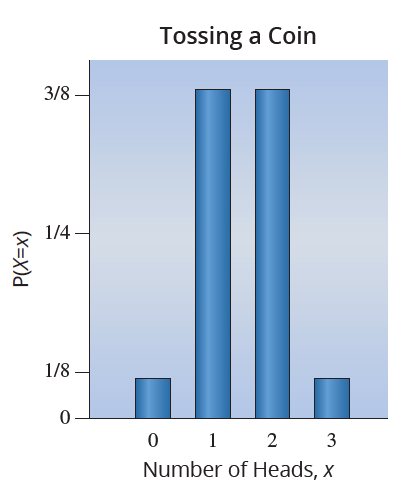 Tossing a Coin
3/8
1/4
1/8
0
P(X=x)
0 1 2 3
Number of Heads, x